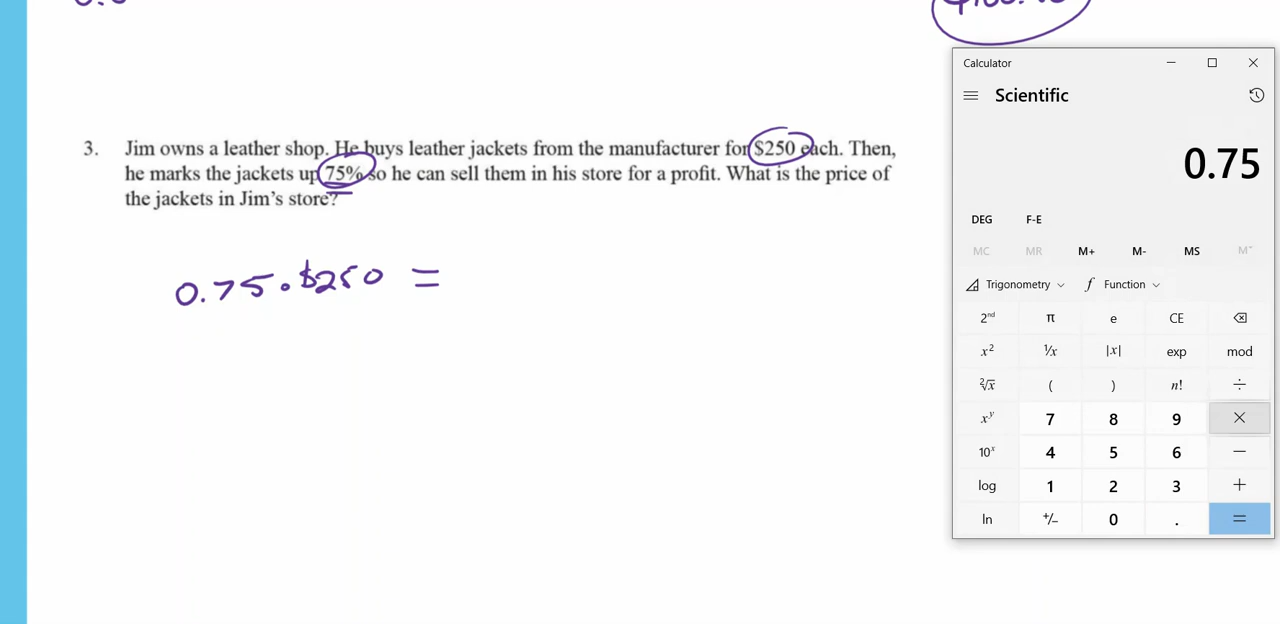 3. Jim owns a leather shop. He buys leather jackets from the manufacturer for $250 each. Then,
he marks the jackets up 75% so he can sell them in his store for a profit. What is the price of
the jackets in Jim's store?
0.75 • $250 =
Calculator
Scientific
0.75
DEG F-E
MC MR M+ M- MS M˅
Trigonometry f Function
2ⁿᵈ π e CE
x² ¹/x |x| exp mod
²√x ( ) n! ÷
xʸ 7 8 9 ×
10ˣ 4 5 6 −
log 1 2 3 +
ln +/− 0 . =